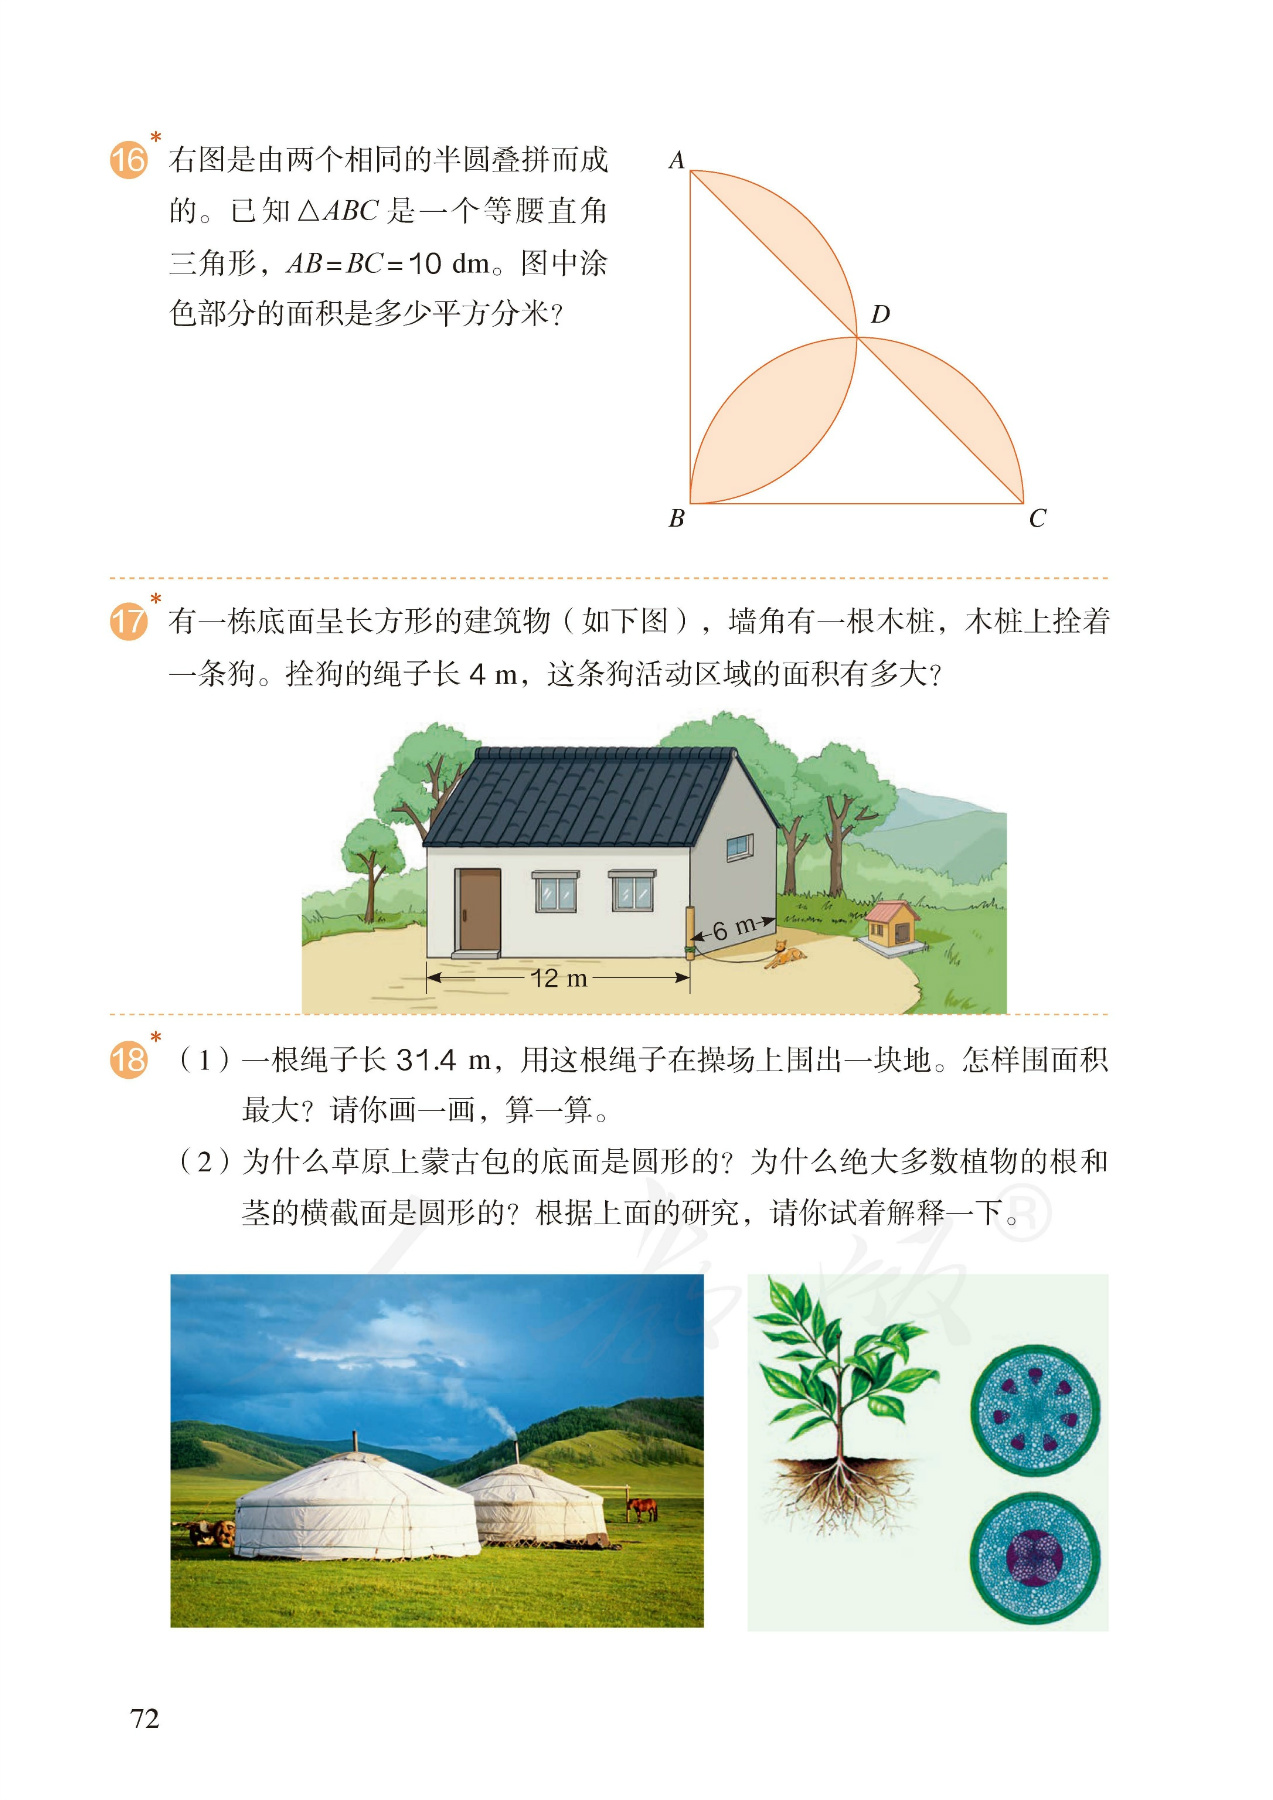 16* 右图是由两个相同的半圆叠拼而成
的。已知△ABC是一个等腰直角
三角形，AB=BC=10 dm。图中涂
色部分的面积是多少平方分米？
A
D
B
C
17* 有一栋底面呈长方形的建筑物（如下图），墙角有一根木桩，木桩上拴着
一条狗。拴狗的绳子长 4 m，这条狗活动区域的面积有多大？
6 m
12 m
18* （1）一根绳子长 31.4 m，用这根绳子在操场上围出一块地。怎样围面积
最大？请你画一画，算一算。
（2）为什么草原上蒙古包的底面是圆形的？为什么绝大多数植物的根和
茎的横截面是圆形的？根据上面的研究，请你试着解释一下。
人教版®
72